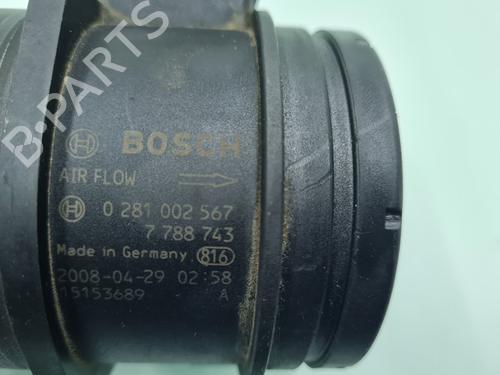 B-PARTS
BOSCH
AIR FLOW
0 281 002 567
7 788 743
Made in Germany 816
2008-04-29 02:58
15153689 A